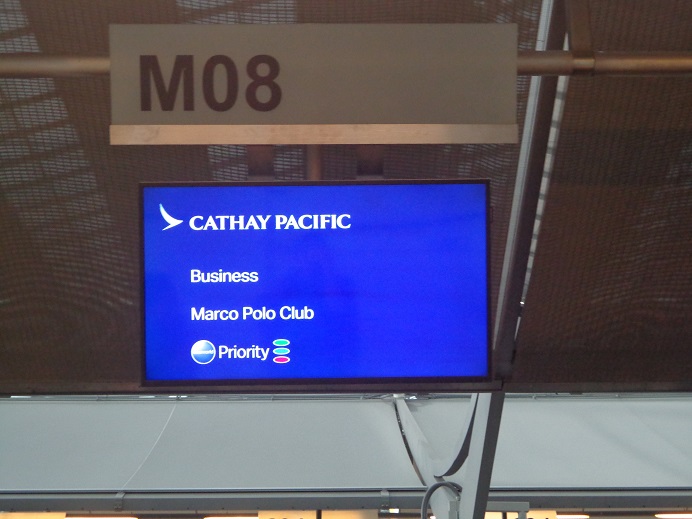 M08
CATHAY PACIFIC
Business
Marco Polo Club
Priority